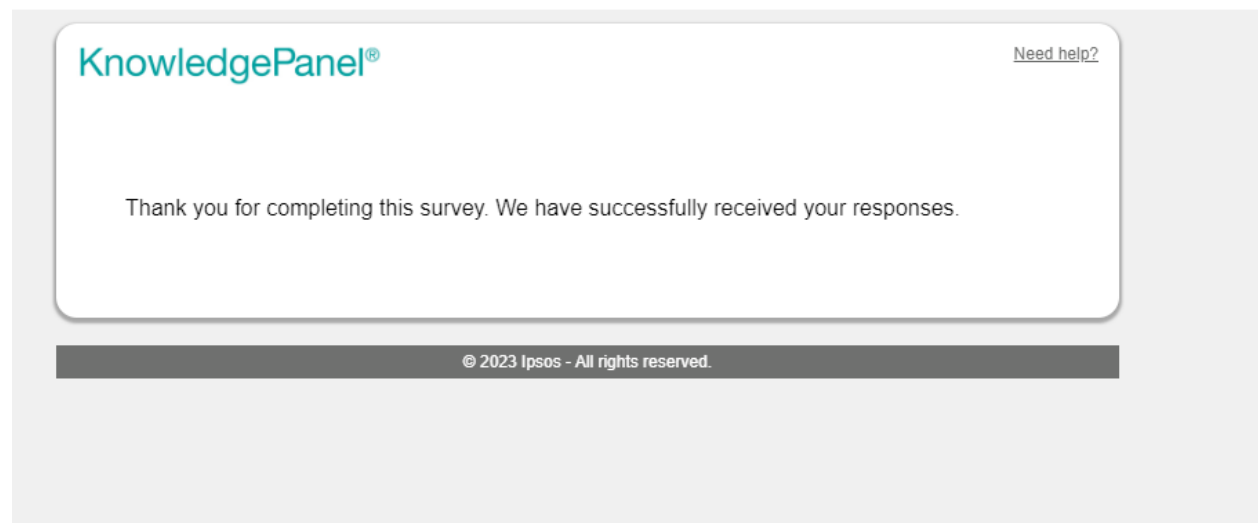 KnowledgePanel®
Need help?
Thank you for completing this survey. We have successfully received your responses.
© 2023 Ipsos - All rights reserved.